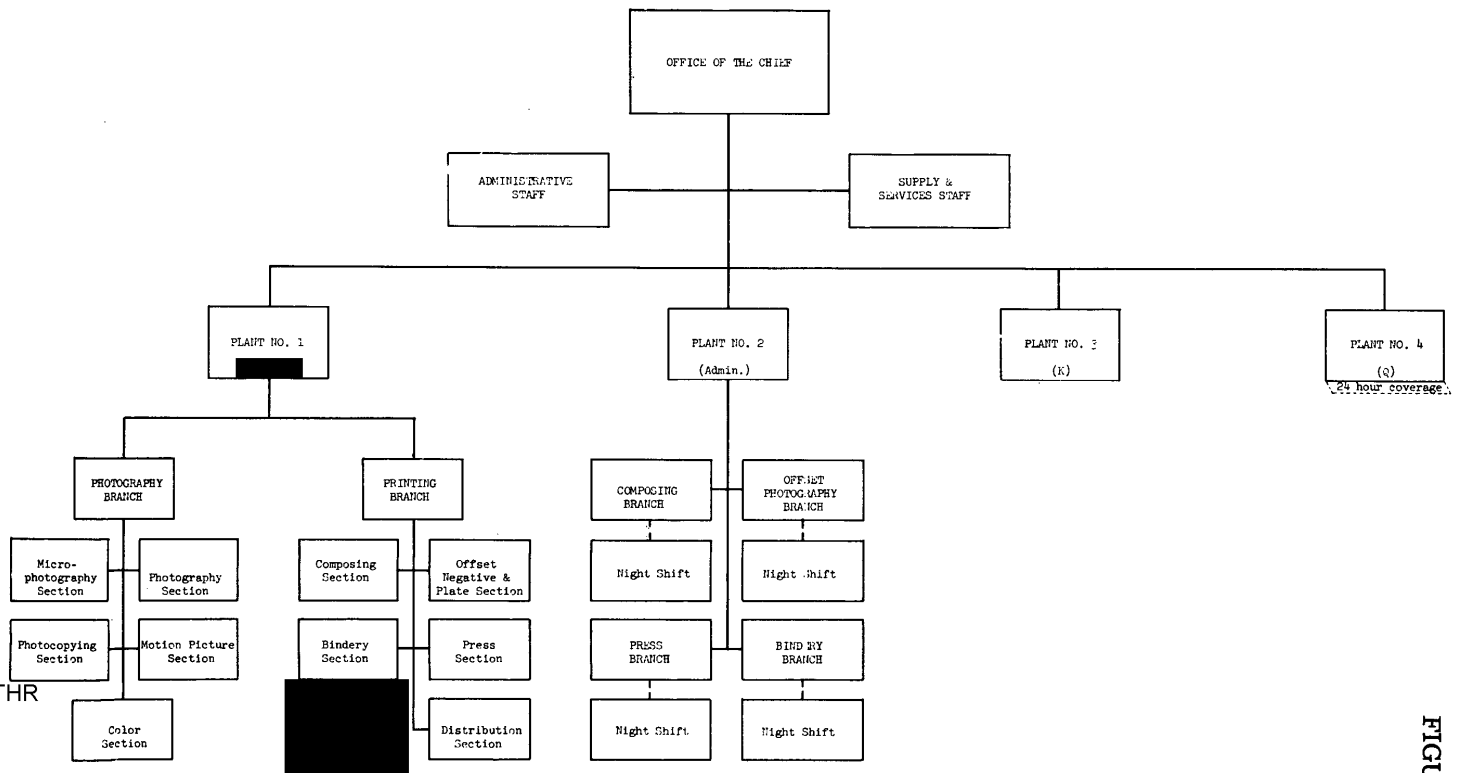 OFFICE OF THE CHIEF
ADMINISTRATIVE
STAFF
SUPPLY &
SERVICES STAFF
PLANT NO. 1
PLANT NO. 2
(Admin.)
PLANT NO. 3
(K)
PLANT NO. 4
(Q)
24 hour coverage
PHOTOGRAPHY
BRANCH
PRINTING
BRANCH
COMPOSING
BRANCH
OFFSET
PHOTOGRAPHY
BRANCH
Micro-
photography
Section
Photography
Section
Composing
Section
Offset
Negative &
Plate Section
Night Shift
Night Shift
Photocopying
Section
Motion Picture
Section
Bindery
Section
Press
Section
PRESS
BRANCH
BINDERY
BRANCH
THR
Color
Section
Distribution
Section
Night Shift
Night Shift